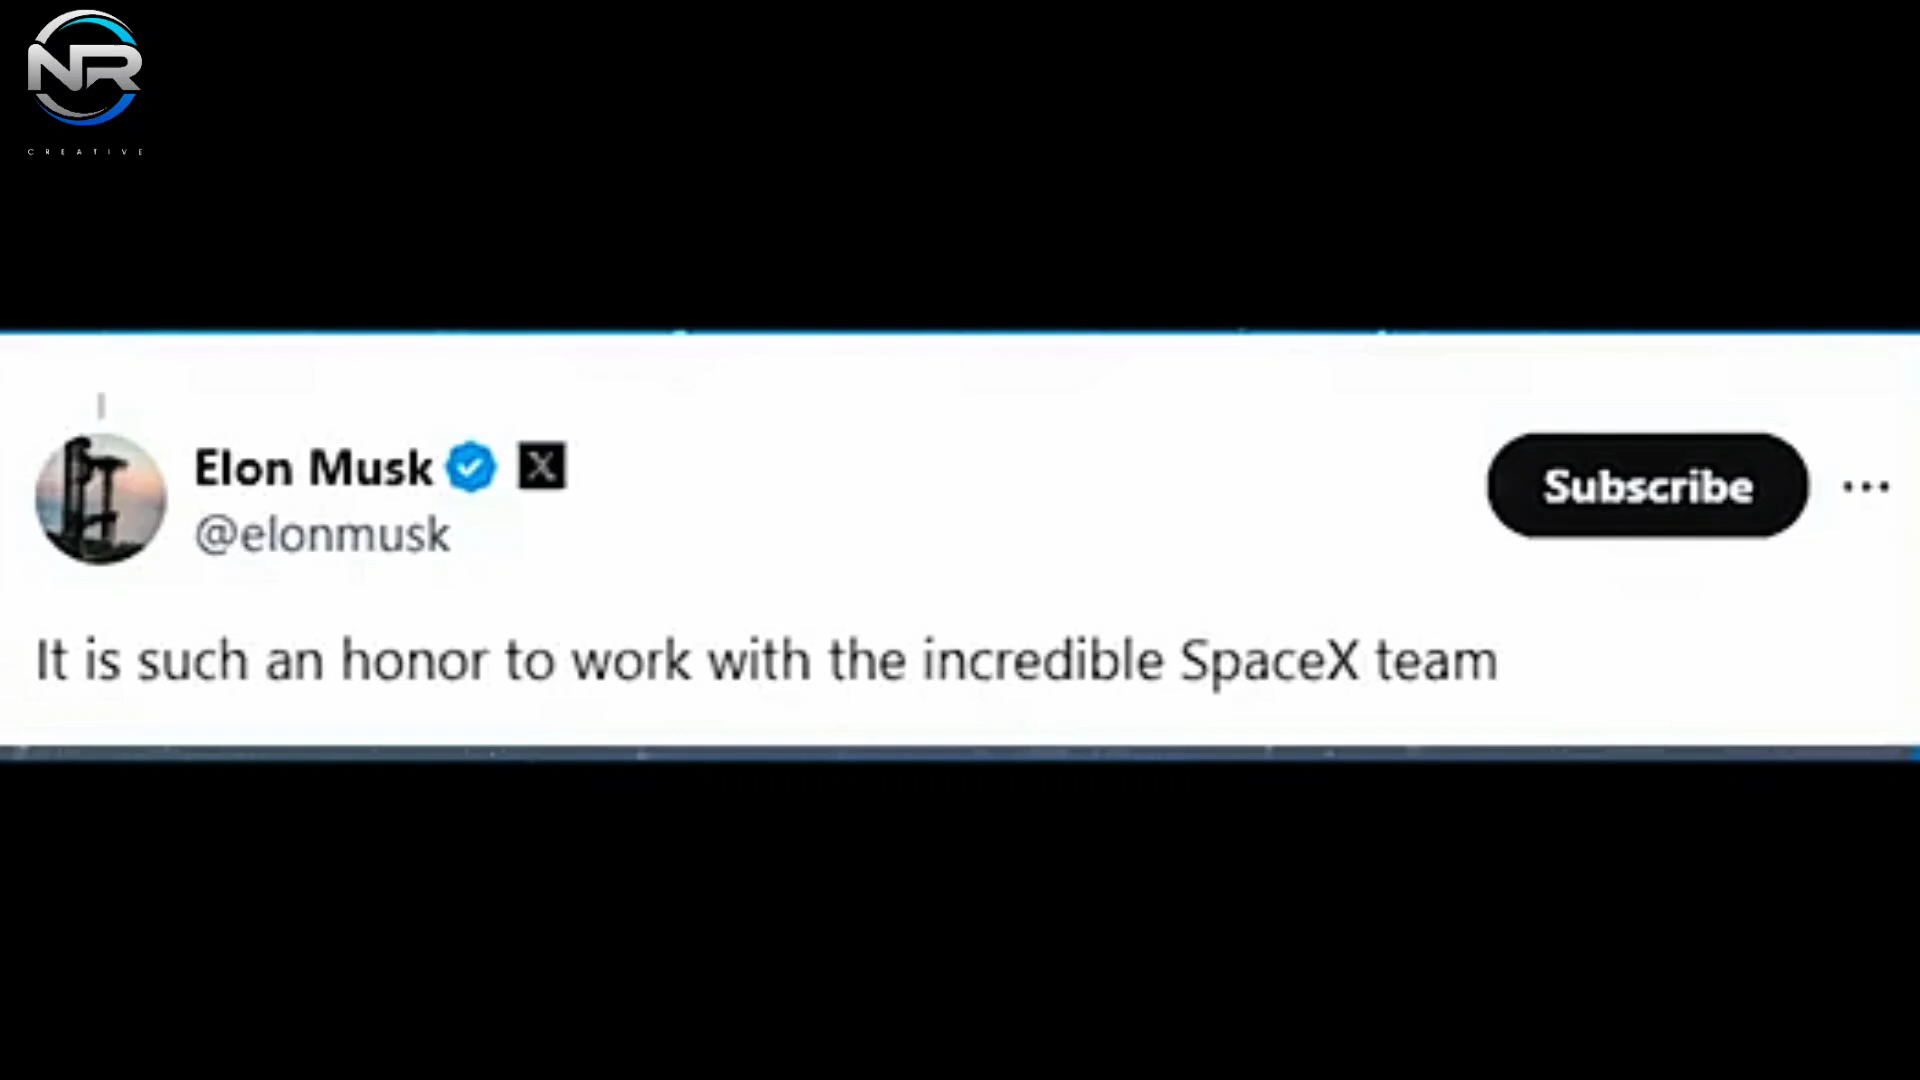 NR
CREATIVE
Elon Musk X
@elonmusk
Subscribe
It is such an honor to work with the incredible SpaceX team